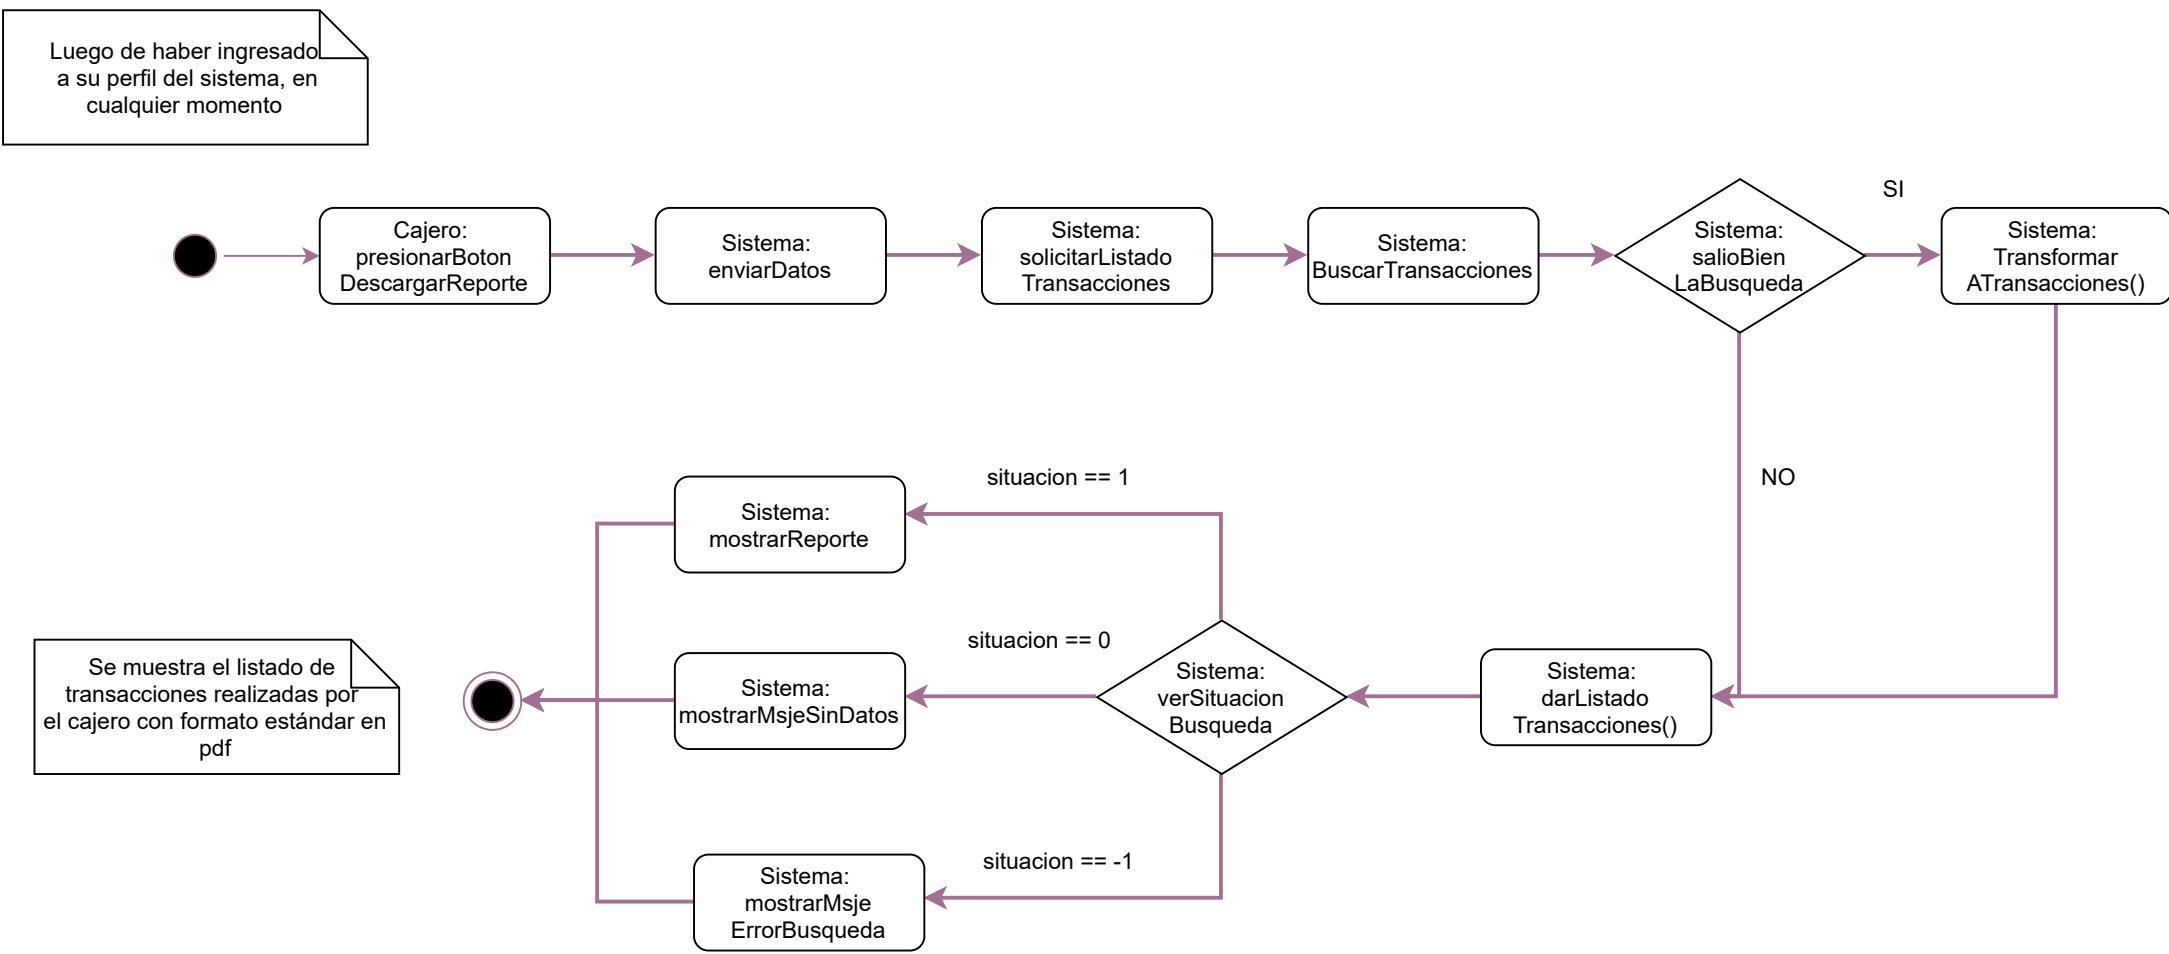 Luego de haber ingresado
a su perfil del sistema, en
cualquier momento
Cajero:
presionarBoton
DescargarReporte
Sistema:
enviarDatos
Sistema:
solicitarListado
Transacciones
Sistema:
BuscarTransacciones
Sistema:
salioBien
LaBusqueda
SI
Sistema:
Transformar
ATransacciones()
NO
situacion == 1
Sistema:
mostrarReporte
situacion == 0
Sistema:
mostrarMsjeSinDatos
Sistema:
verSituacion
Busqueda
Sistema:
darListado
Transacciones()
Se muestra el listado de
transacciones realizadas por
el cajero con formato estándar en
pdf
situacion == -1
Sistema:
mostrarMsje
ErrorBusqueda